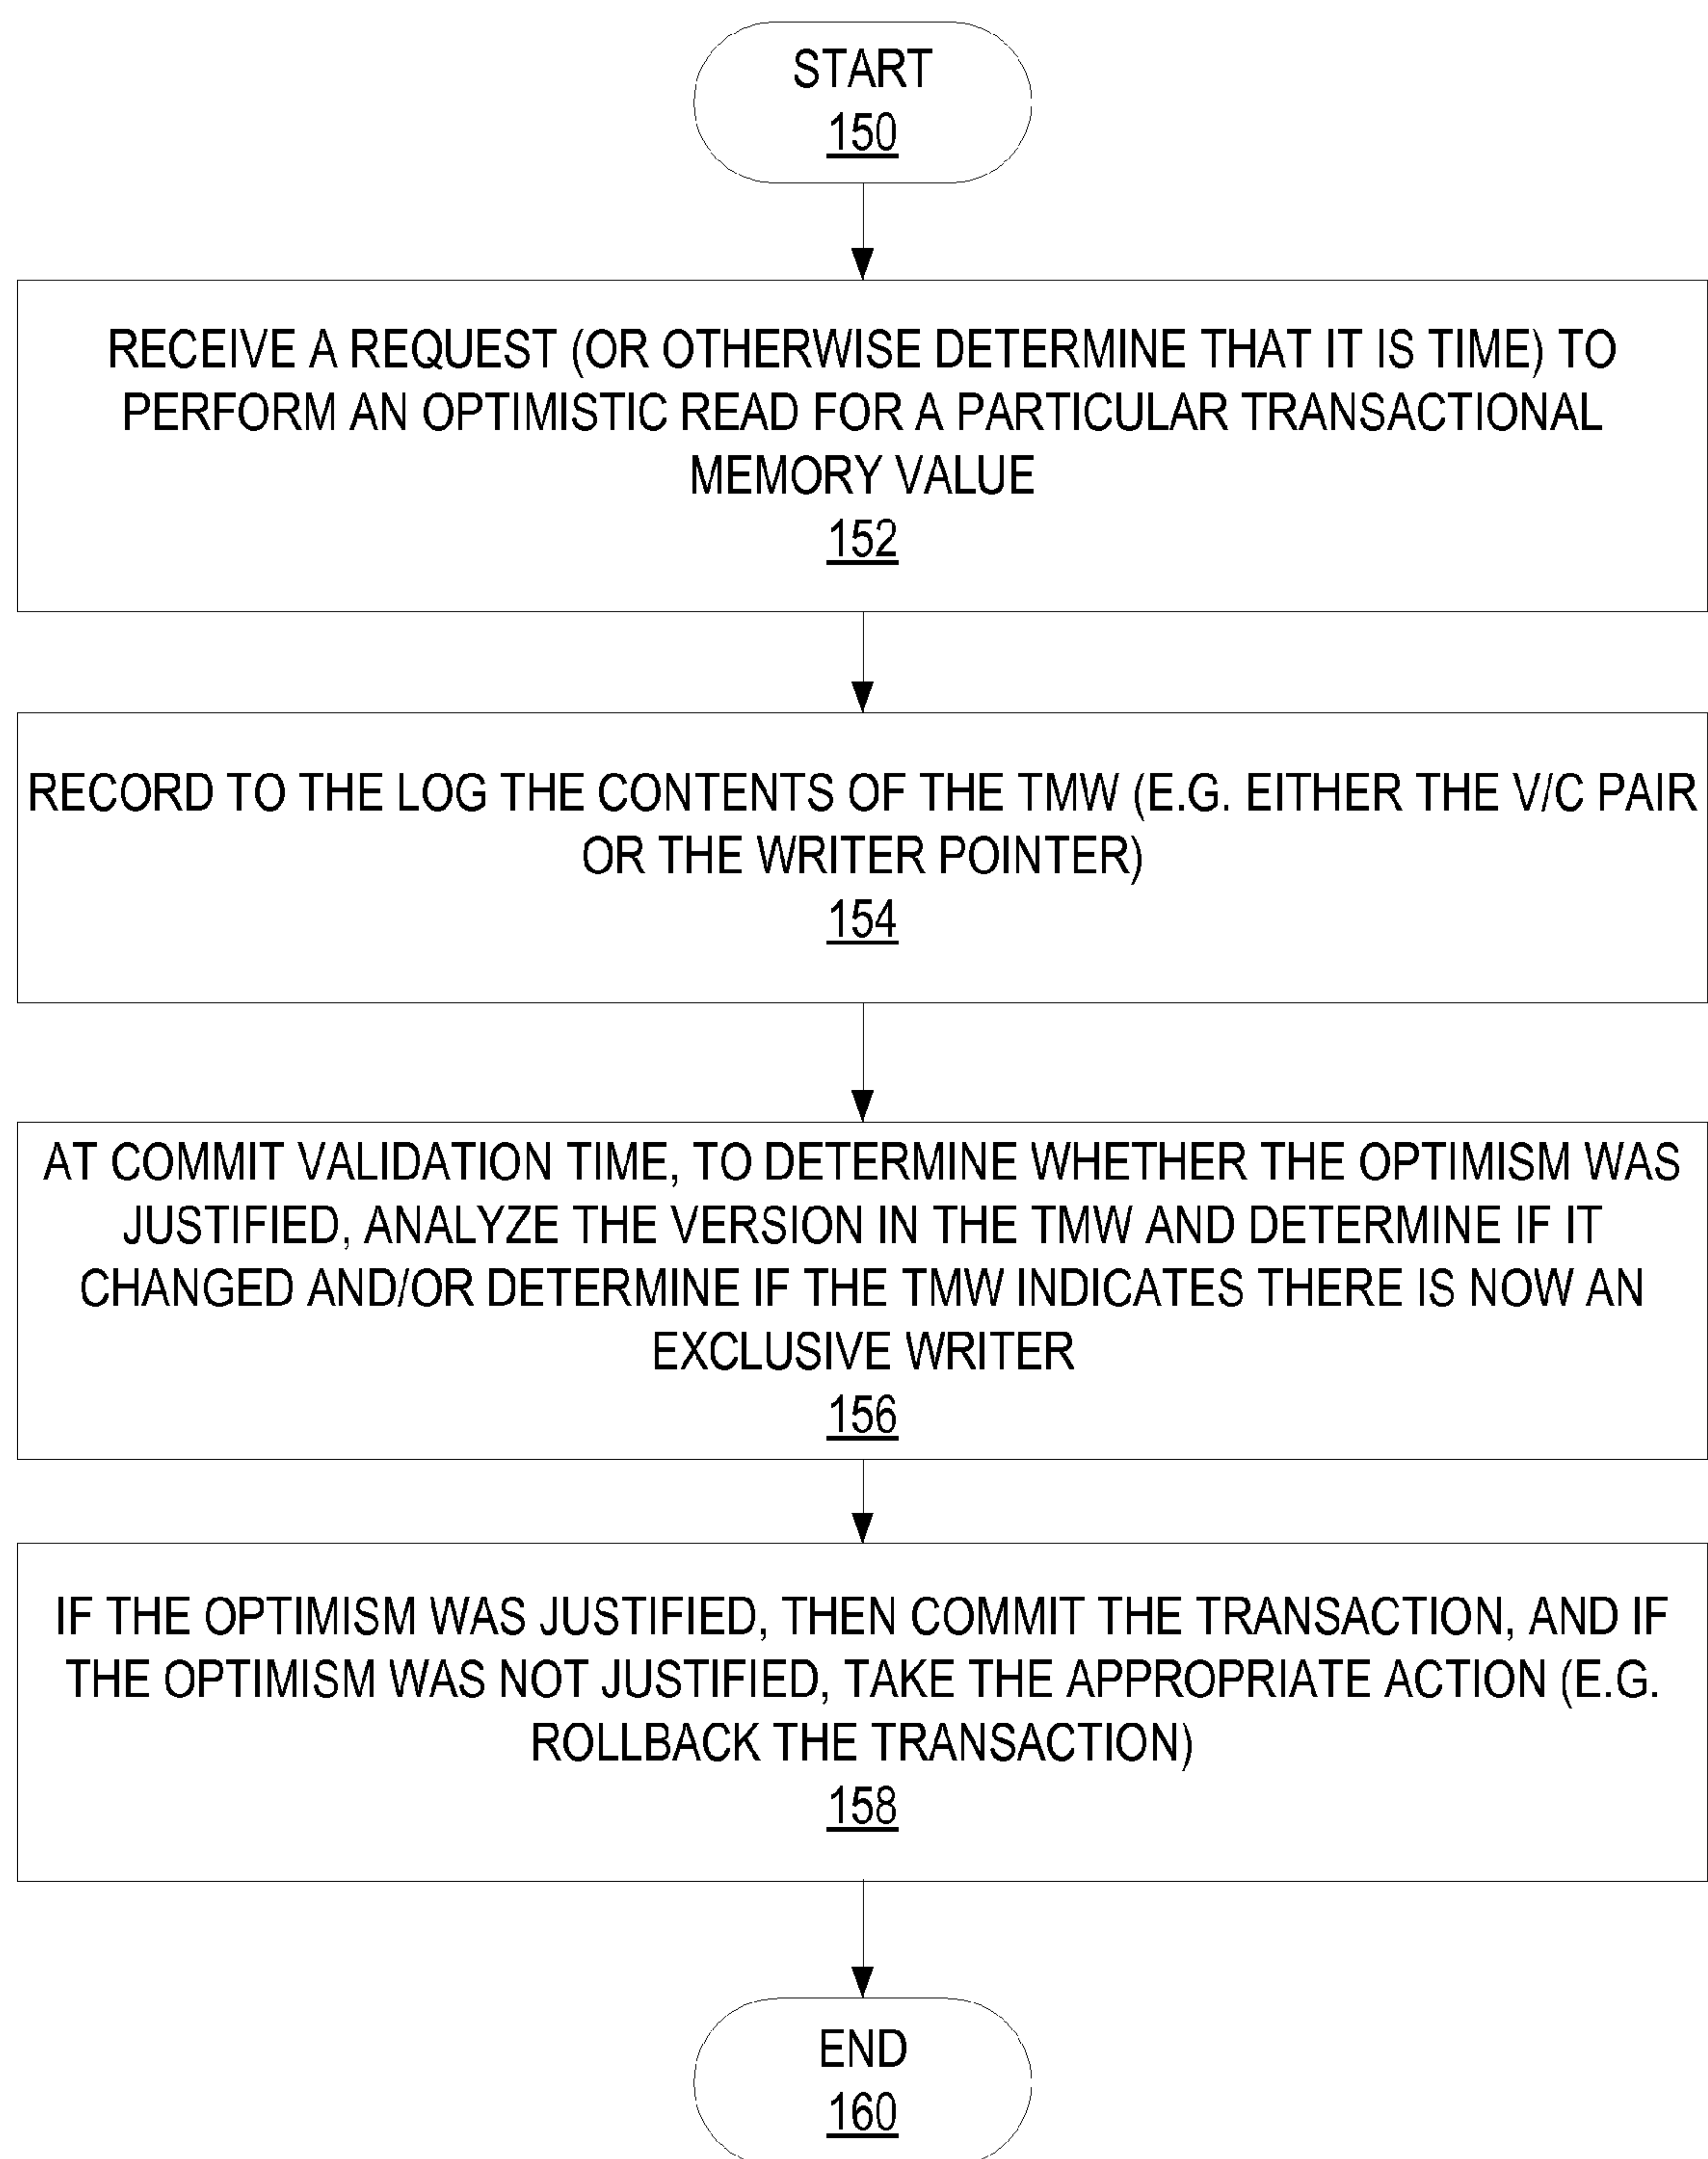 START
150
RECEIVE A REQUEST (OR OTHERWISE DETERMINE THAT IT IS TIME) TO
PERFORM AN OPTIMISTIC READ FOR A PARTICULAR TRANSACTIONAL
MEMORY VALUE
152
RECORD TO THE LOG THE CONTENTS OF THE TMW (E.G. EITHER THE V/C PAIR
OR THE WRITER POINTER)
154
AT COMMIT VALIDATION TIME, TO DETERMINE WHETHER THE OPTIMISM WAS
JUSTIFIED, ANALYZE THE VERSION IN THE TMW AND DETERMINE IF IT
CHANGED AND/OR DETERMINE IF THE TMW INDICATES THERE IS NOW AN
EXCLUSIVE WRITER
156
IF THE OPTIMISM WAS JUSTIFIED, THEN COMMIT THE TRANSACTION, AND IF
THE OPTIMISM WAS NOT JUSTIFIED, TAKE THE APPROPRIATE ACTION (E.G.
ROLLBACK THE TRANSACTION)
158
END
160